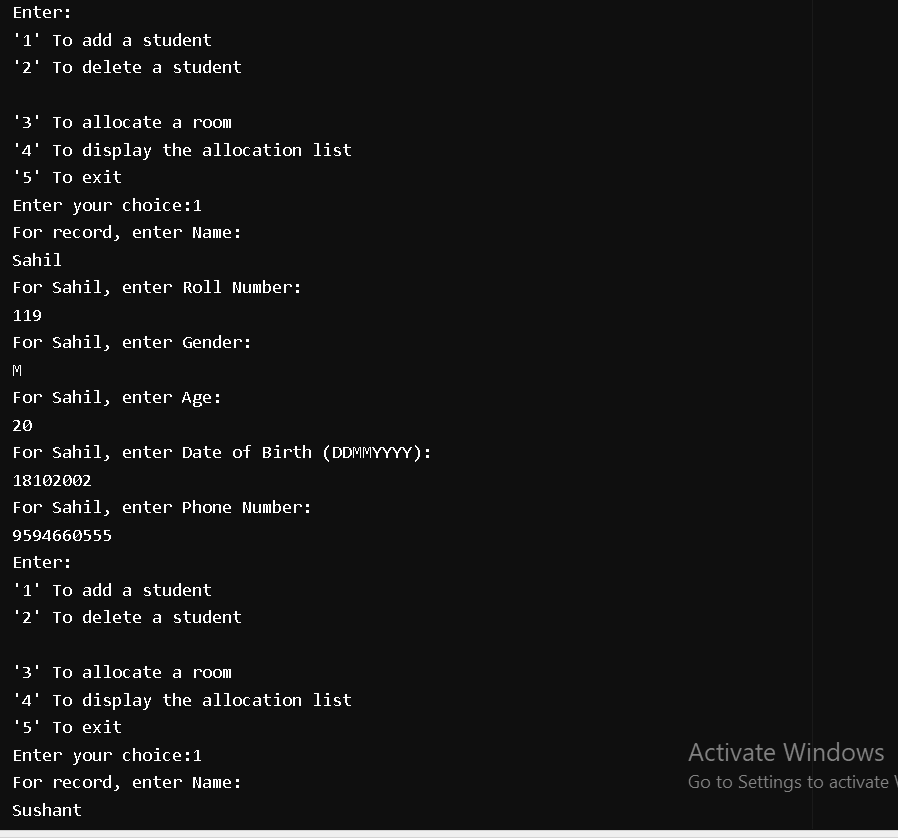 Enter:
'1' To add a student
'2' To delete a student
'3' To allocate a room
'4' To display the allocation list
'5' To exit
Enter your choice:1
For record, enter Name:
Sahil
For Sahil, enter Roll Number:
119
For Sahil, enter Gender:
M
For Sahil, enter Age:
20
For Sahil, enter Date of Birth (DDMMYYYY):
18102002
For Sahil, enter Phone Number:
9594660555
Enter:
'1' To add a student
'2' To delete a student
'3' To allocate a room
'4' To display the allocation list
'5' To exit
Enter your choice:1
For record, enter Name:
Sushant
Activate Windows
Go to Settings to activate